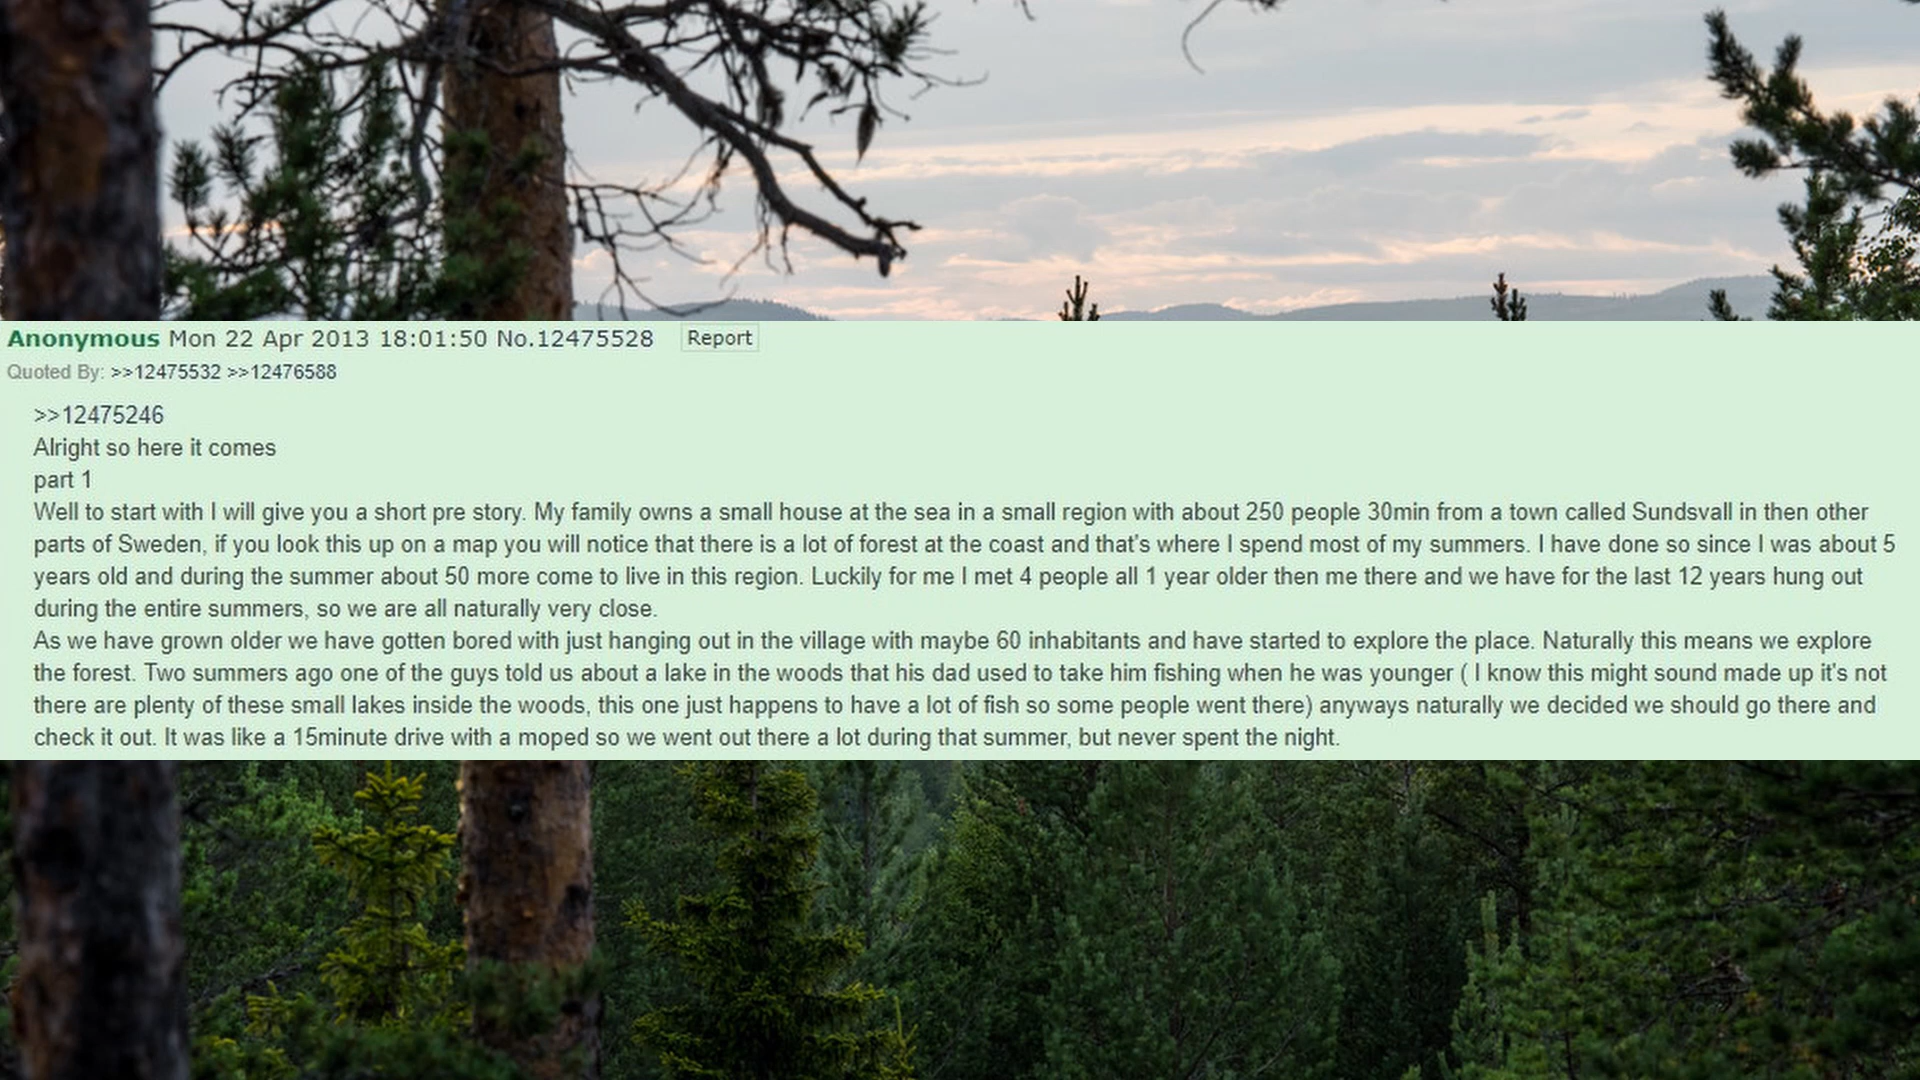 Anonymous Mon 22 Apr 2013 18:01:50 No.12475528 Report
Quoted By: >>12475532 >>12476588
>>12475246
Alright so here it comes
part 1
Well to start with I will give you a short pre story. My family owns a small house at the sea in a small region with about 250 people 30min from a town called Sundsvall in then other
parts of Sweden, if you look this up on a map you will notice that there is a lot of forest at the coast and that's where I spend most of my summers. I have done so since I was about 5
years old and during the summer about 50 more come to live in this region. Luckily for me I met 4 people all 1 year older then me there and we have for the last 12 years hung out
during the entire summers, so we are all naturally very close.
As we have grown older we have gotten bored with just hanging out in the village with maybe 60 inhabitants and have started to explore the place. Naturally this means we explore
the forest. Two summers ago one of the guys told us about a lake in the woods that his dad used to take him fishing when he was younger ( I know this might sound made up it's not
there are plenty of these small lakes inside the woods, this one just happens to have a lot of fish so some people went there) anyways naturally we decided we should go there and
check it out. It was like a 15minute drive with a moped so we went out there a lot during that summer, but never spent the night.